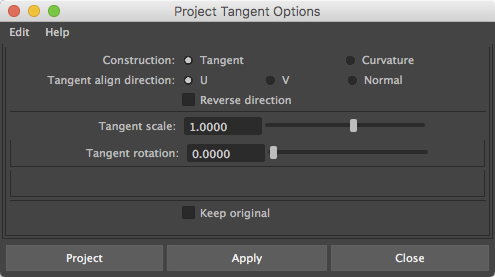 Project Tangent Options
Edit Help
Construction: Tangent Curvature
Tangent align direction: U V Normal
Reverse direction
Tangent scale: 1.0000
Tangent rotation: 0.0000
Keep original
Project Apply Close